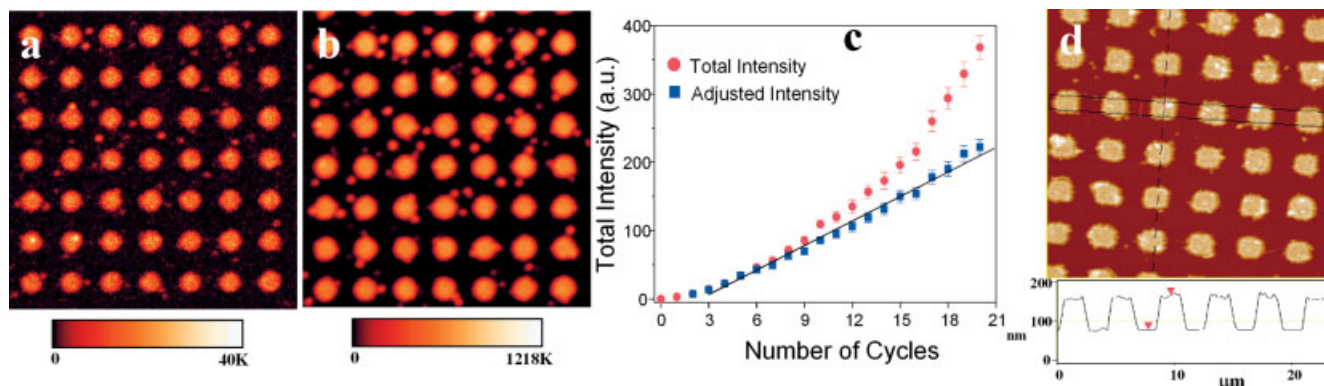 a
0 40K
b
0 1218K
c
Total Intensity
Adjusted Intensity
Total Intensity (a.u.)
400
300
200
100
0
0 3 6 9 12 15 18 21
Number of Cycles
d
200
100
0
nm
0 10 20
µm